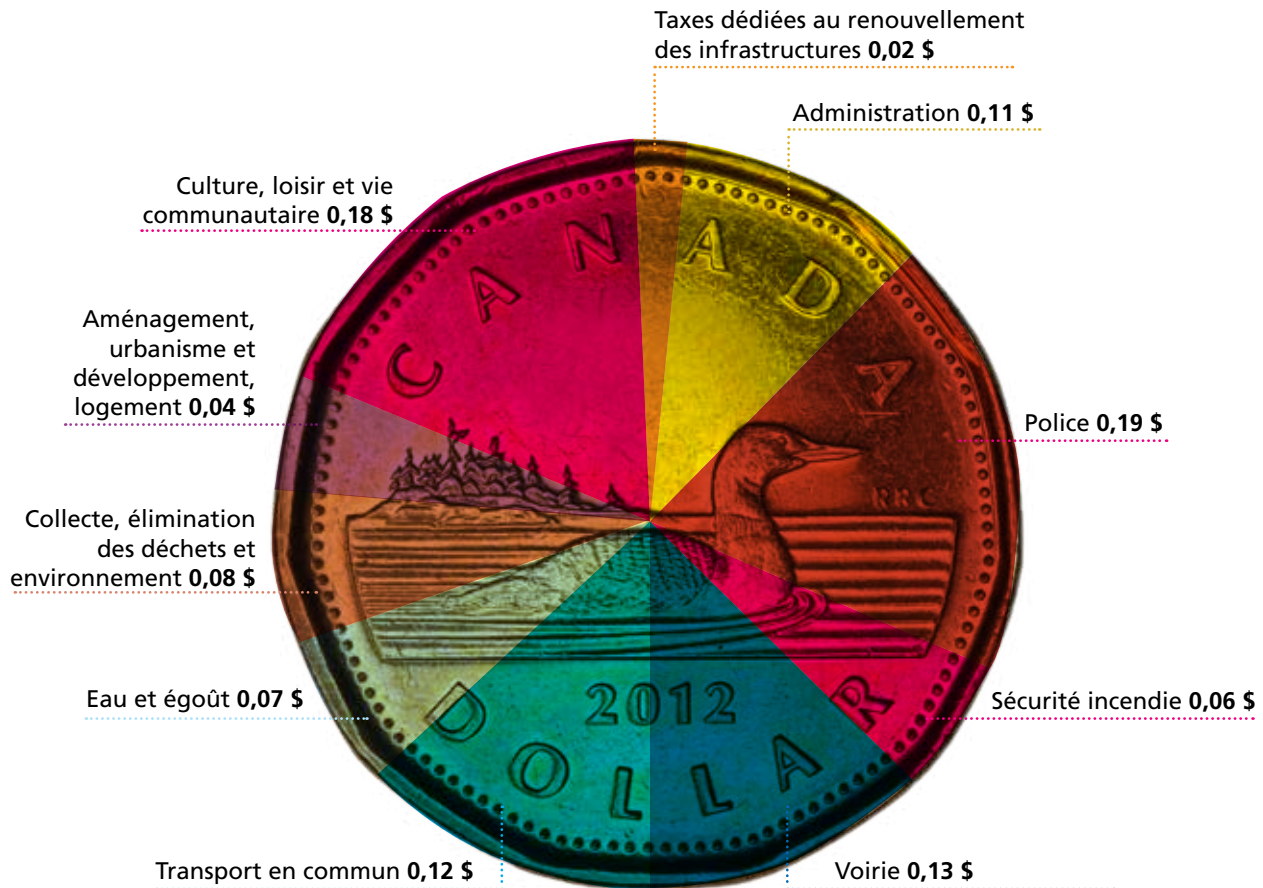 Taxes dédiées au renouvellement
des infrastructures 0,02 $
Administration 0,11 $
Culture, loisir et vie
communautaire 0,18 $
Aménagement,
urbanisme et
développement,
logement 0,04 $
Police 0,19 $
Collecte, élimination
des déchets et
environnement 0,08 $
Eau et égoût 0,07 $
Sécurité incendie 0,06 $
Transport en commun 0,12 $
Voirie 0,13 $
CANADA
RRC
2012
DOLLAR